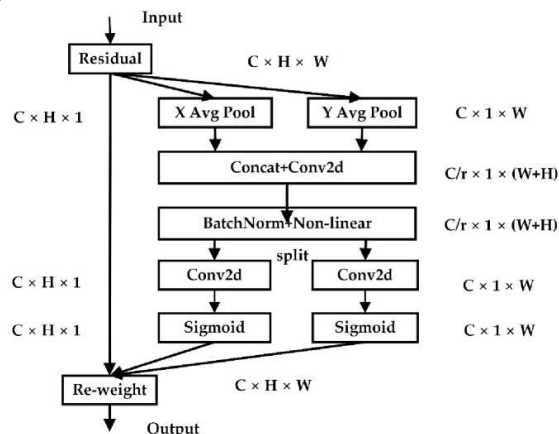 Input
Residual
C × H × W
C × H × 1
X Avg Pool
Y Avg Pool
C × 1 × W
Concat+Conv2d
C/r × 1 × (W+H)
BatchNorm+Non-linear
C/r × 1 × (W+H)
split
C × H × 1
Conv2d
Conv2d
C × 1 × W
C × H × 1
Sigmoid
Sigmoid
C × 1 × W
Re-weight
C × H × W
Output